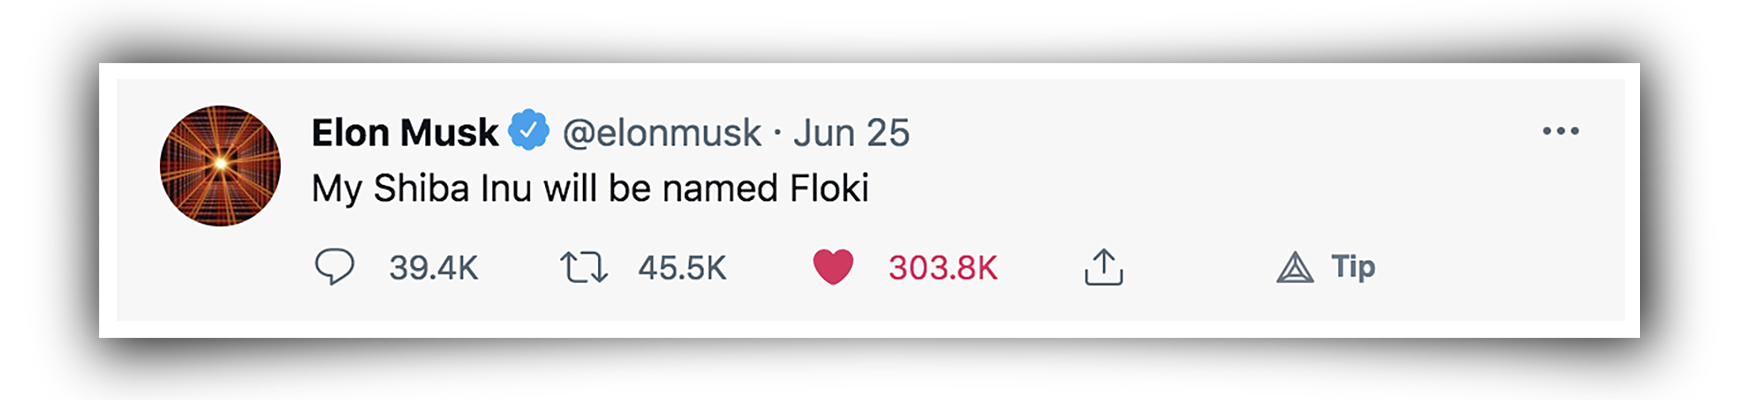 Elon Musk @elonmusk · Jun 25
My Shiba Inu will be named Floki
39.4K 45.5K 303.8K Tip